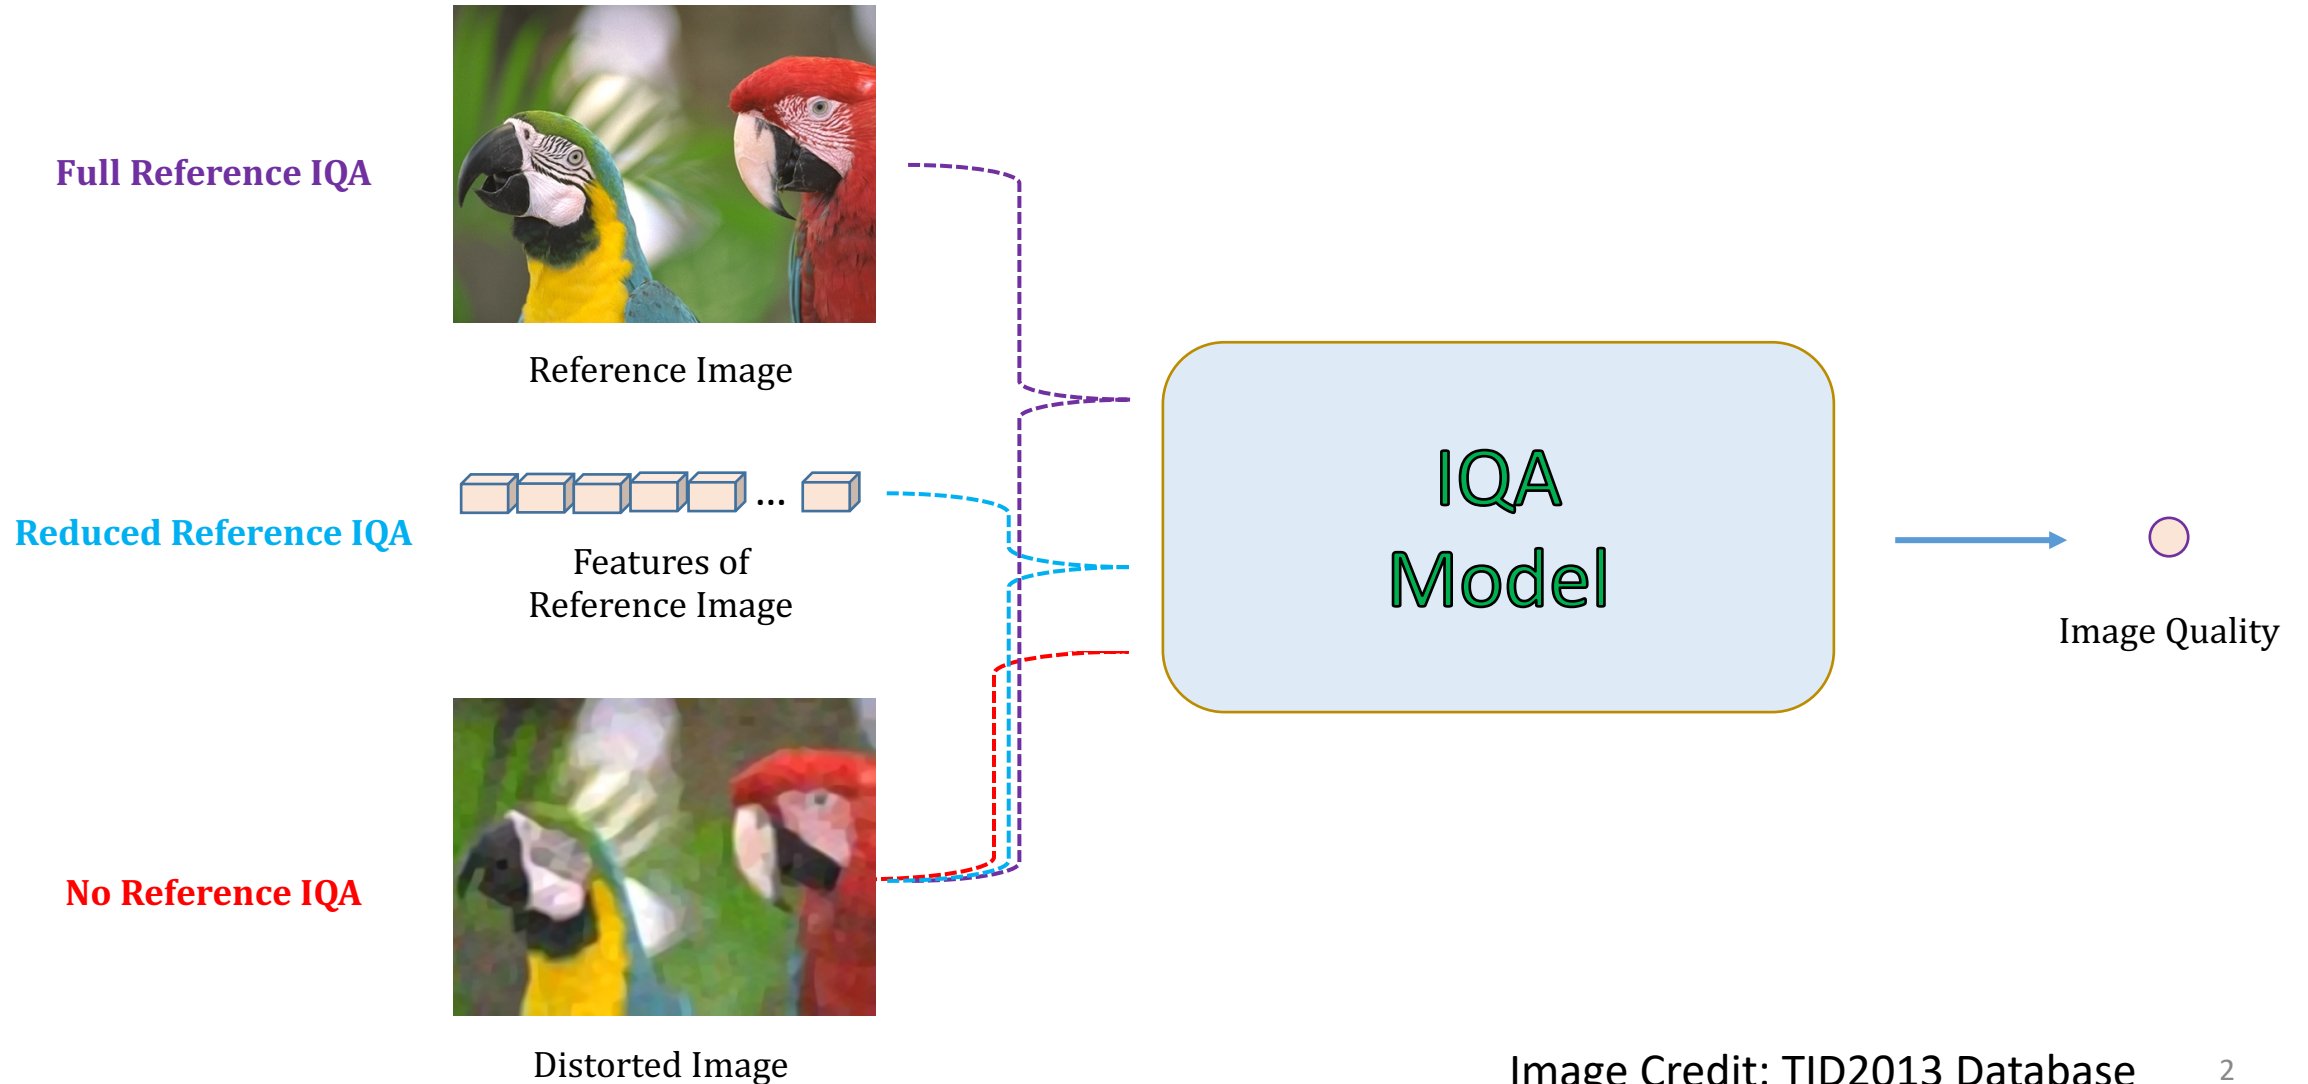 Full Reference IQA
Reference Image
Reduced Reference IQA
...
Features of
Reference Image
IQA
Model
Image Quality
No Reference IQA
Distorted Image
Image Credit: TID2013 Database
2